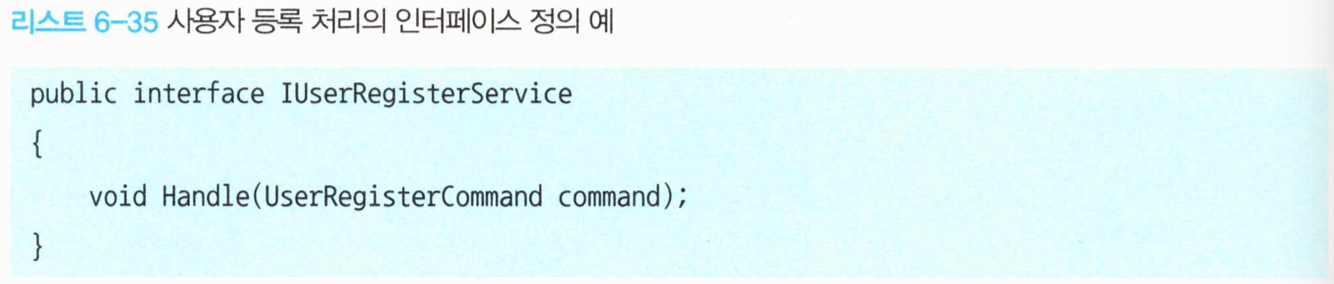 리스트 6-35 사용자 등록 처리의 인터페이스 정의 예
public interface IUserRegisterService
{
    void Handle(UserRegisterCommand command);
}